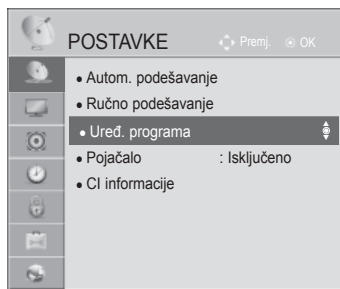 POSTAVKE Premj. OK
• Autom. podešavanje
• Ručno podešavanje
• Uređ. programa
• Pojačalo : Isključeno
• CI informacije